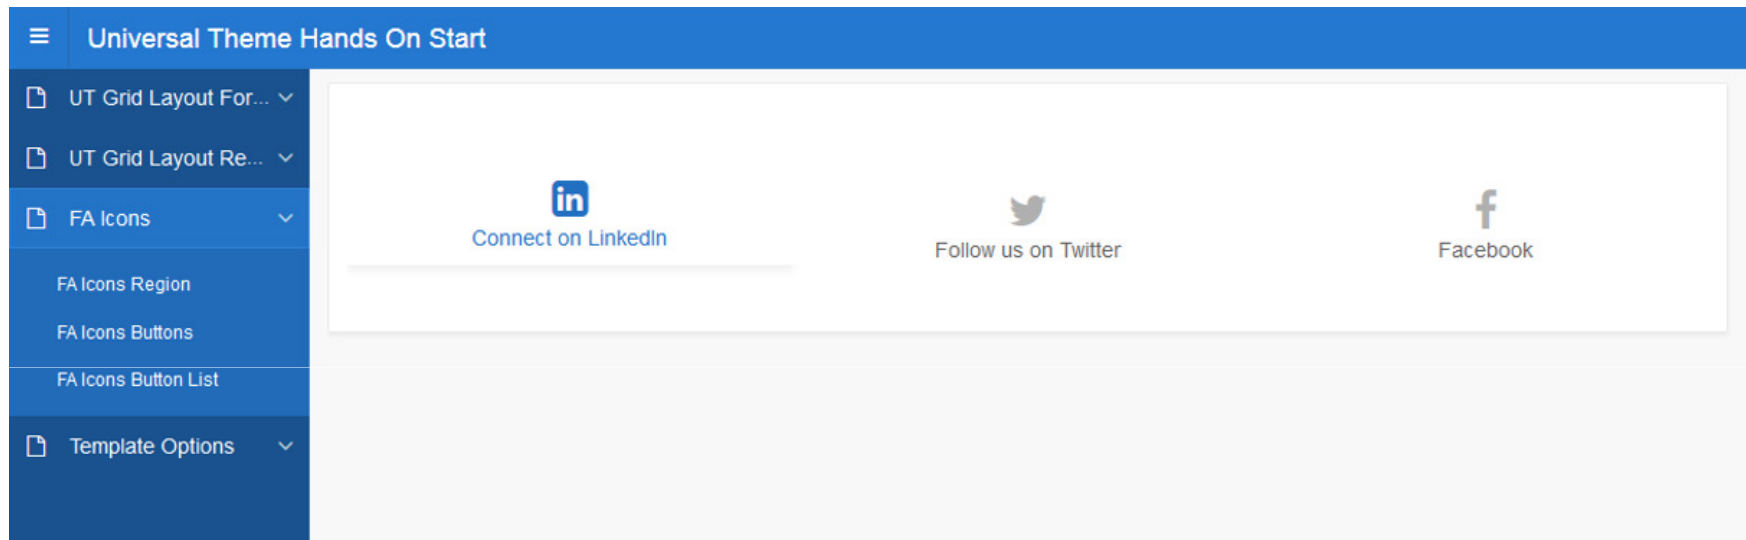 Universal Theme Hands On Start
UT Grid Layout For...
UT Grid Layout Re...
FA Icons
FA Icons Region
FA Icons Buttons
FA Icons Button List
Template Options
in
Connect on LinkedIn
Follow us on Twitter
f
Facebook